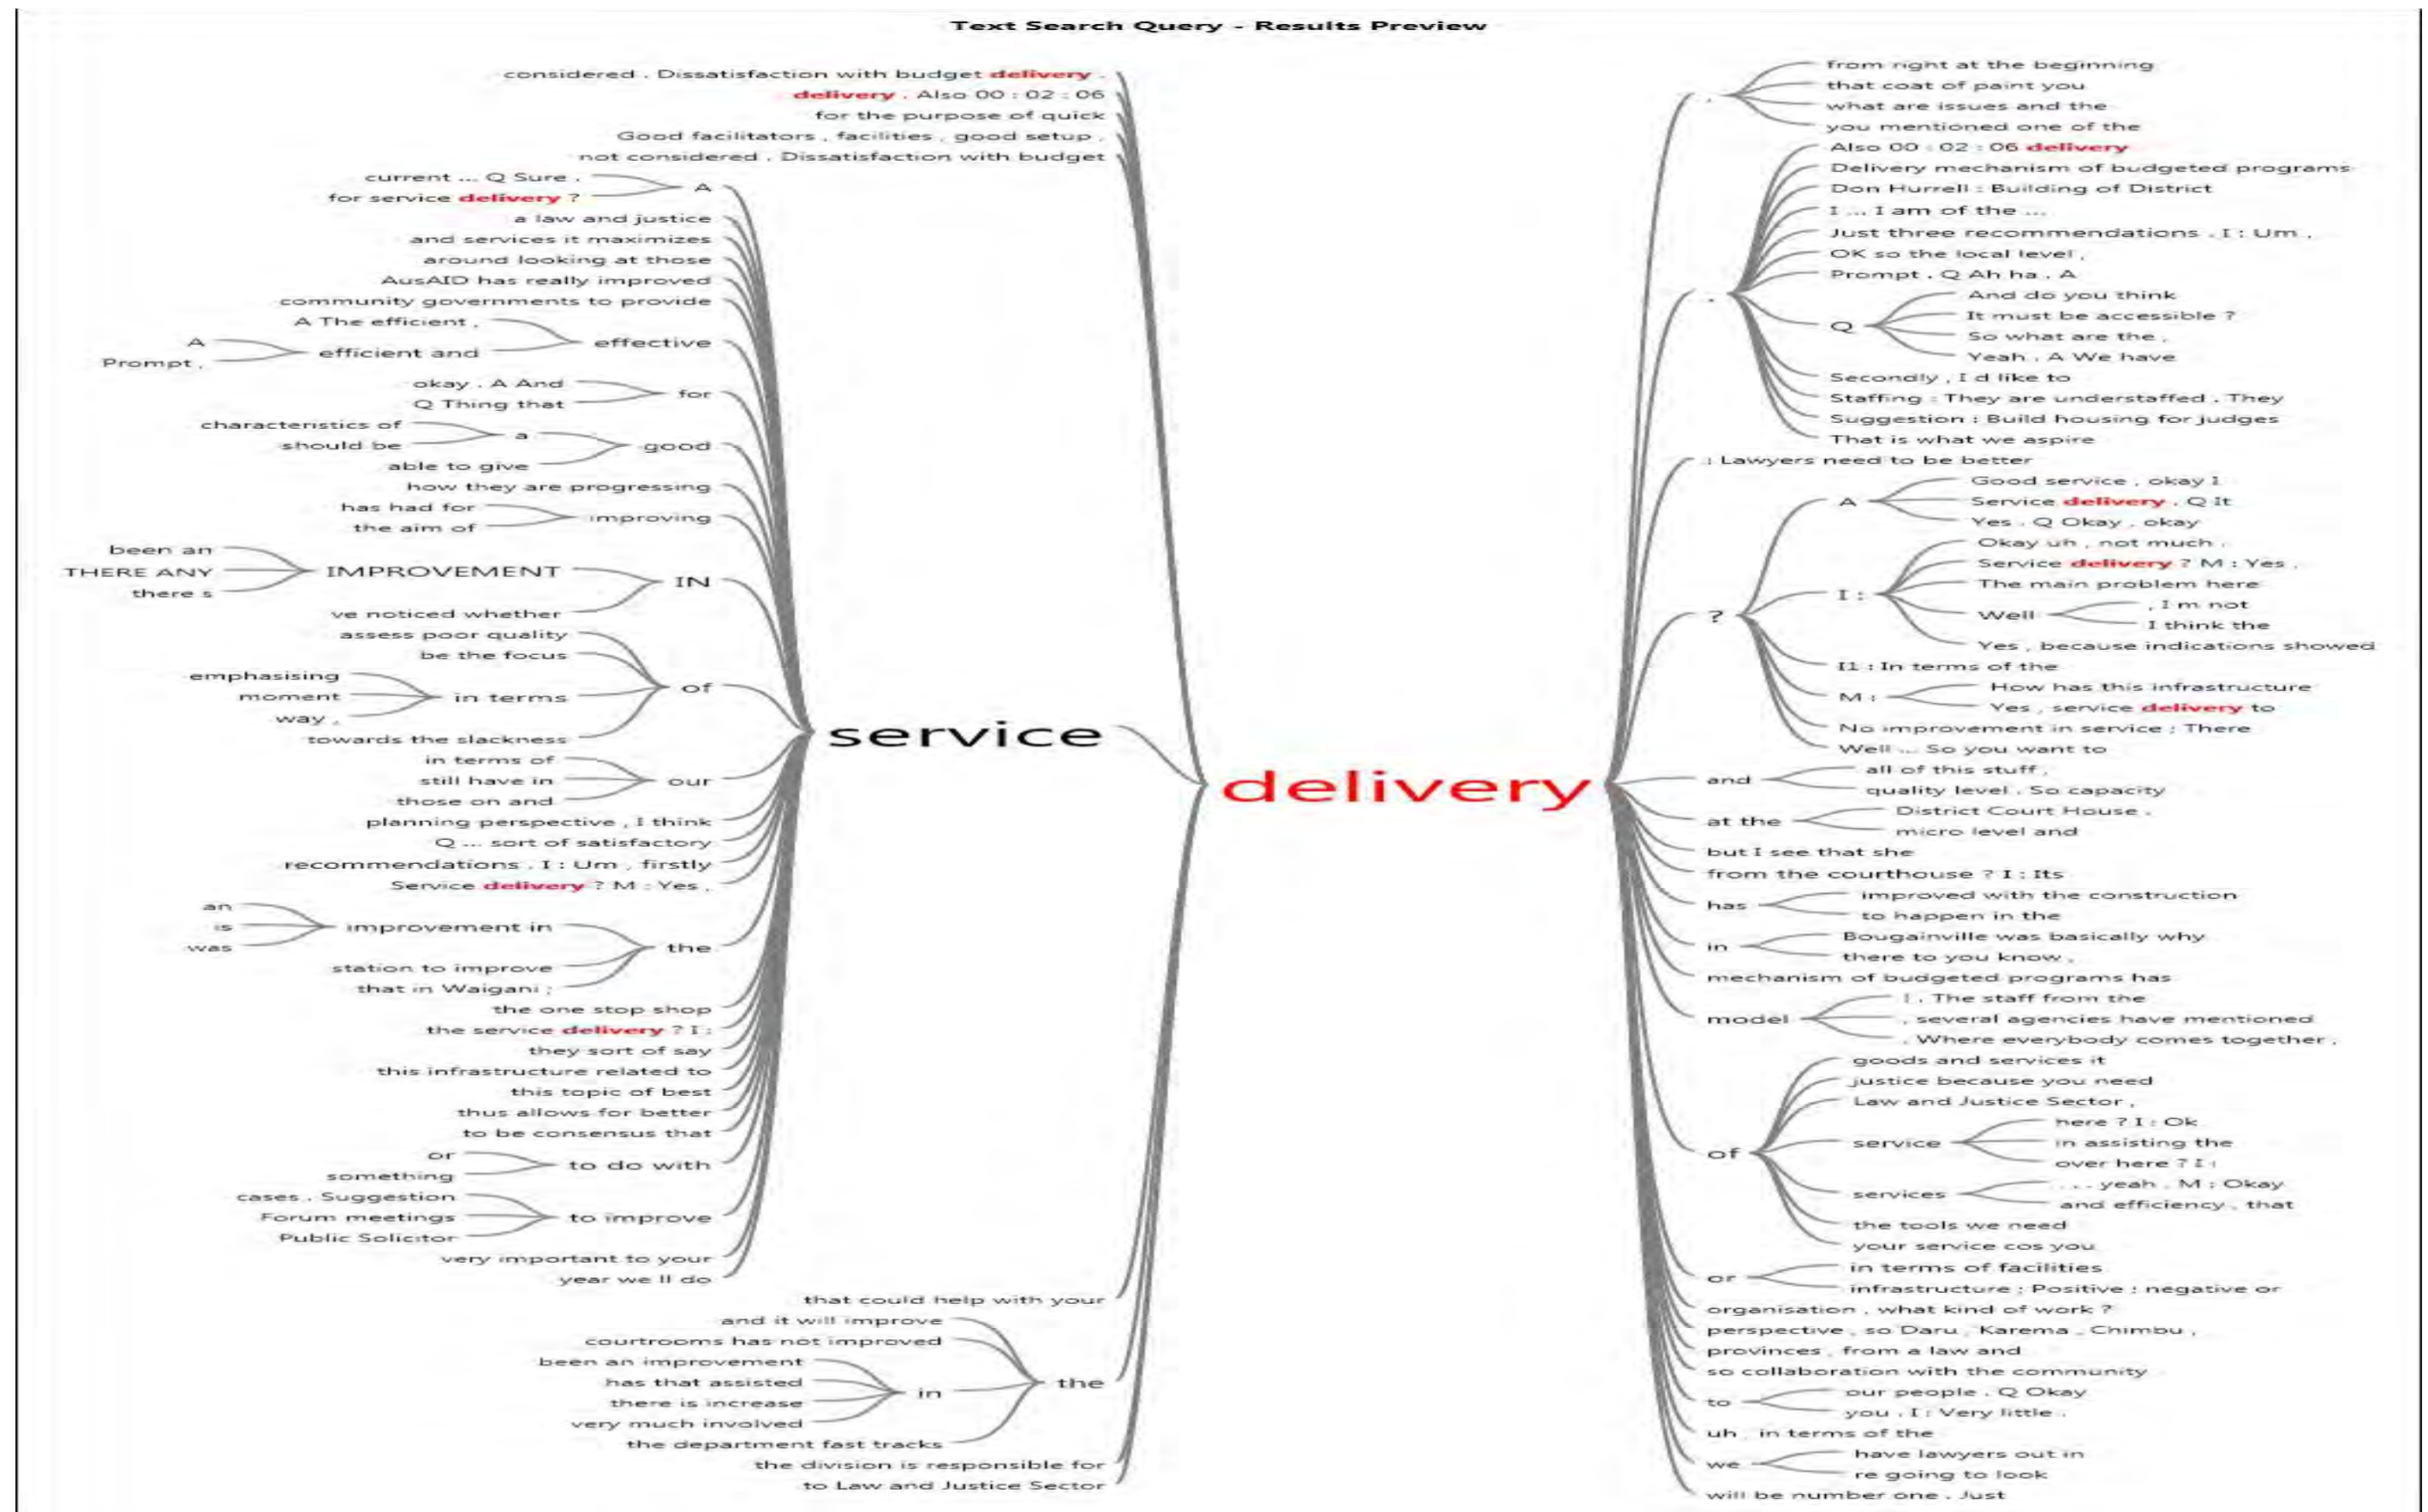 Text Search Query - Results Preview
considered . Dissatisfaction with budget delivery .
delivery . Also 00 : 02 : 06
for the purpose of quick
Good facilitators , facilities , good setup ,
not considered . Dissatisfaction with budget
current ... Q Sure .
for service delivery ?
A
a law and justice
and services it maximizes
around looking at those
AusAID has really improved
community governments to provide
A The efficient ,
A
Prompt ,
efficient and
effective
okay . A And
Q Thing that
for
characteristics of
should be
a
able to give
good
how they are progressing
has had for
the aim of
improving
been an
THERE ANY
there s
IMPROVEMENT
ve noticed whether
IN
assess poor quality
be the focus
emphasising
moment
way ,
in terms
towards the slackness
of
in terms of
still have in
those on and
our
planning perspective , I think
Q ... sort of satisfactory
recommendations . I : Um , firstly
Service delivery ? M : Yes ,
an
is
was
improvement in
station to improve
that in Waigani ;
the
the one stop shop
the service delivery ? I :
they sort of say
this infrastructure related to
this topic of best
thus allows for better
to be consensus that
or
something
to do with
cases . Suggestion
Forum meetings
Public Solicitor
to improve
very important to your
year we ll do
service
that could help with your
and it will improve
courtrooms has not improved
been an improvement
has that assisted
there is increase
very much involved
in
the department fast tracks
the
the division is responsible for
to Law and Justice Sector
delivery
,
from right at the beginning
that coat of paint you
what are issues and the
you mentioned one of the
.
Also 00 : 02 : 06 delivery
Delivery mechanism of budgeted programs
Don Hurrell : Building of District
I ... I am of the ...
Just three recommendations . I : Um ,
OK so the local level ,
Prompt . Q Ah ha . A
Q
And do you think
It must be accessible ?
So what are the ,
Yeah . A We have
Secondly , I d like to
Staffing : They are understaffed . They
Suggestion : Build housing for judges
That is what we aspire
: Lawyers need to be better
?
A
Good service , okay I
Service delivery . Q It
Yes . Q Okay , okay
I :
Okay uh , not much .
Service delivery ? M : Yes ,
The main problem here
Well
, I m not
I think the
Yes , because indications showed
I1 : In terms of the
M :
How has this infrastructure
Yes , service delivery to
No improvement in service ; There
Well ... So you want to
and
all of this stuff ,
quality level . So capacity
at the
District Court House .
micro level and
but I see that she
from the courthouse ? I : Its
has
improved with the construction
to happen in the
in
Bougainville was basically why
there to you know ,
mechanism of budgeted programs has
model
! . The staff from the
, several agencies have mentioned
. Where everybody comes together ,
of
goods and services it
justice because you need
Law and Justice Sector ,
service
here ? I : Ok
in assisting the
over here ? I :
services
. . . yeah . M : Okay
and efficiency , that
the tools we need
your service cos you
or
in terms of facilities
infrastructure : Positive : negative or
organisation , what kind of work ?
perspective , so Daru , Karema , Chimbu ,
provinces , from a law and
so collaboration with the community
to
our people . Q Okay
you . I : Very little .
uh in terms of the
we
have lawyers out in
re going to look
will be number one . Just